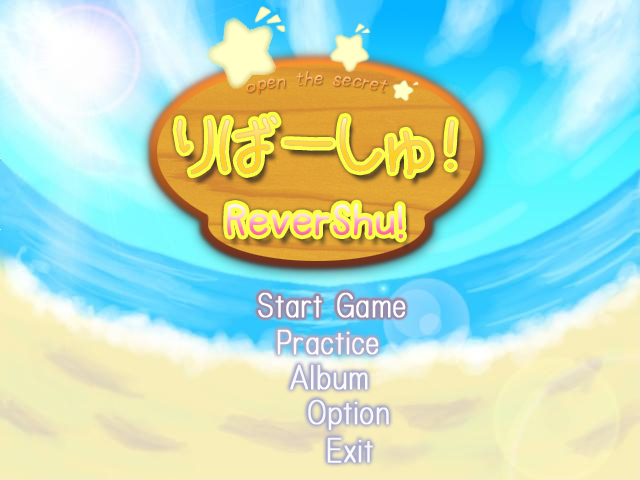 open the secret
りばーしゅ!
ReverShu!
Start Game
Practice
Album
Option
Exit